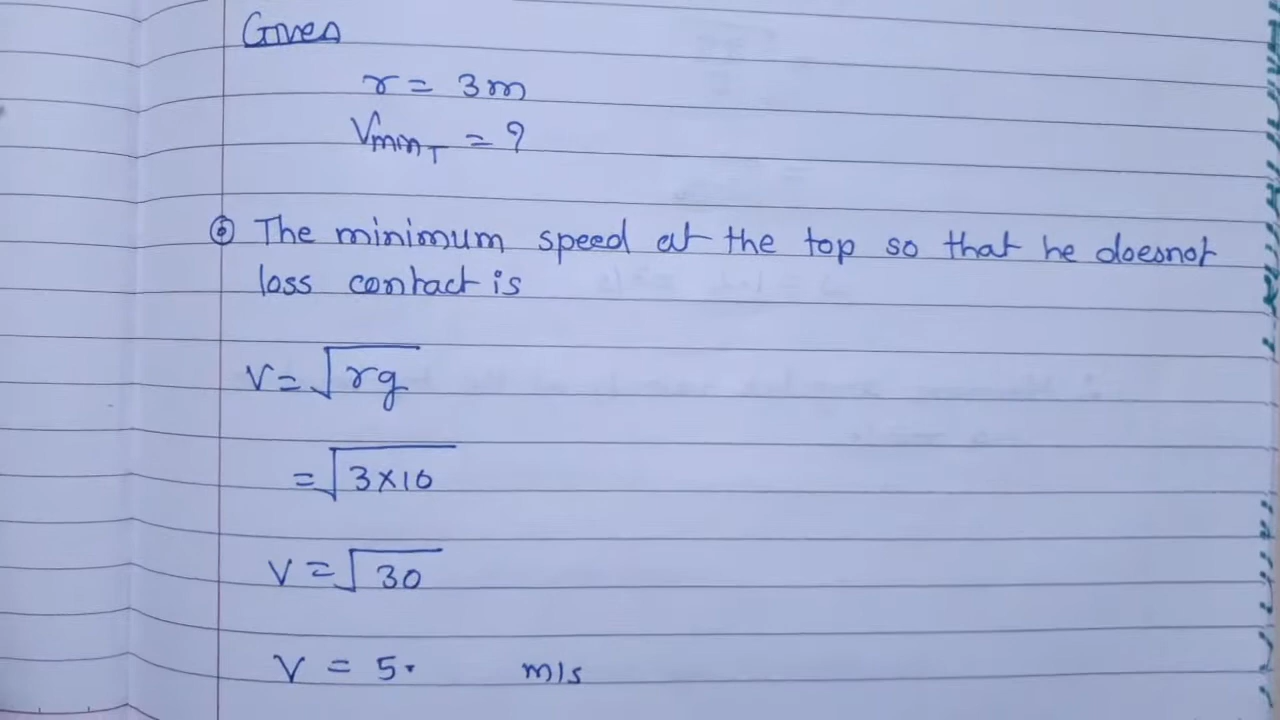 Given
r = 3m
VminT = ?
⑥ The minimum speed at the top so that he doesnot
loss contact is
V = √rg
= √3×10
V = √30
V = 5. m/s